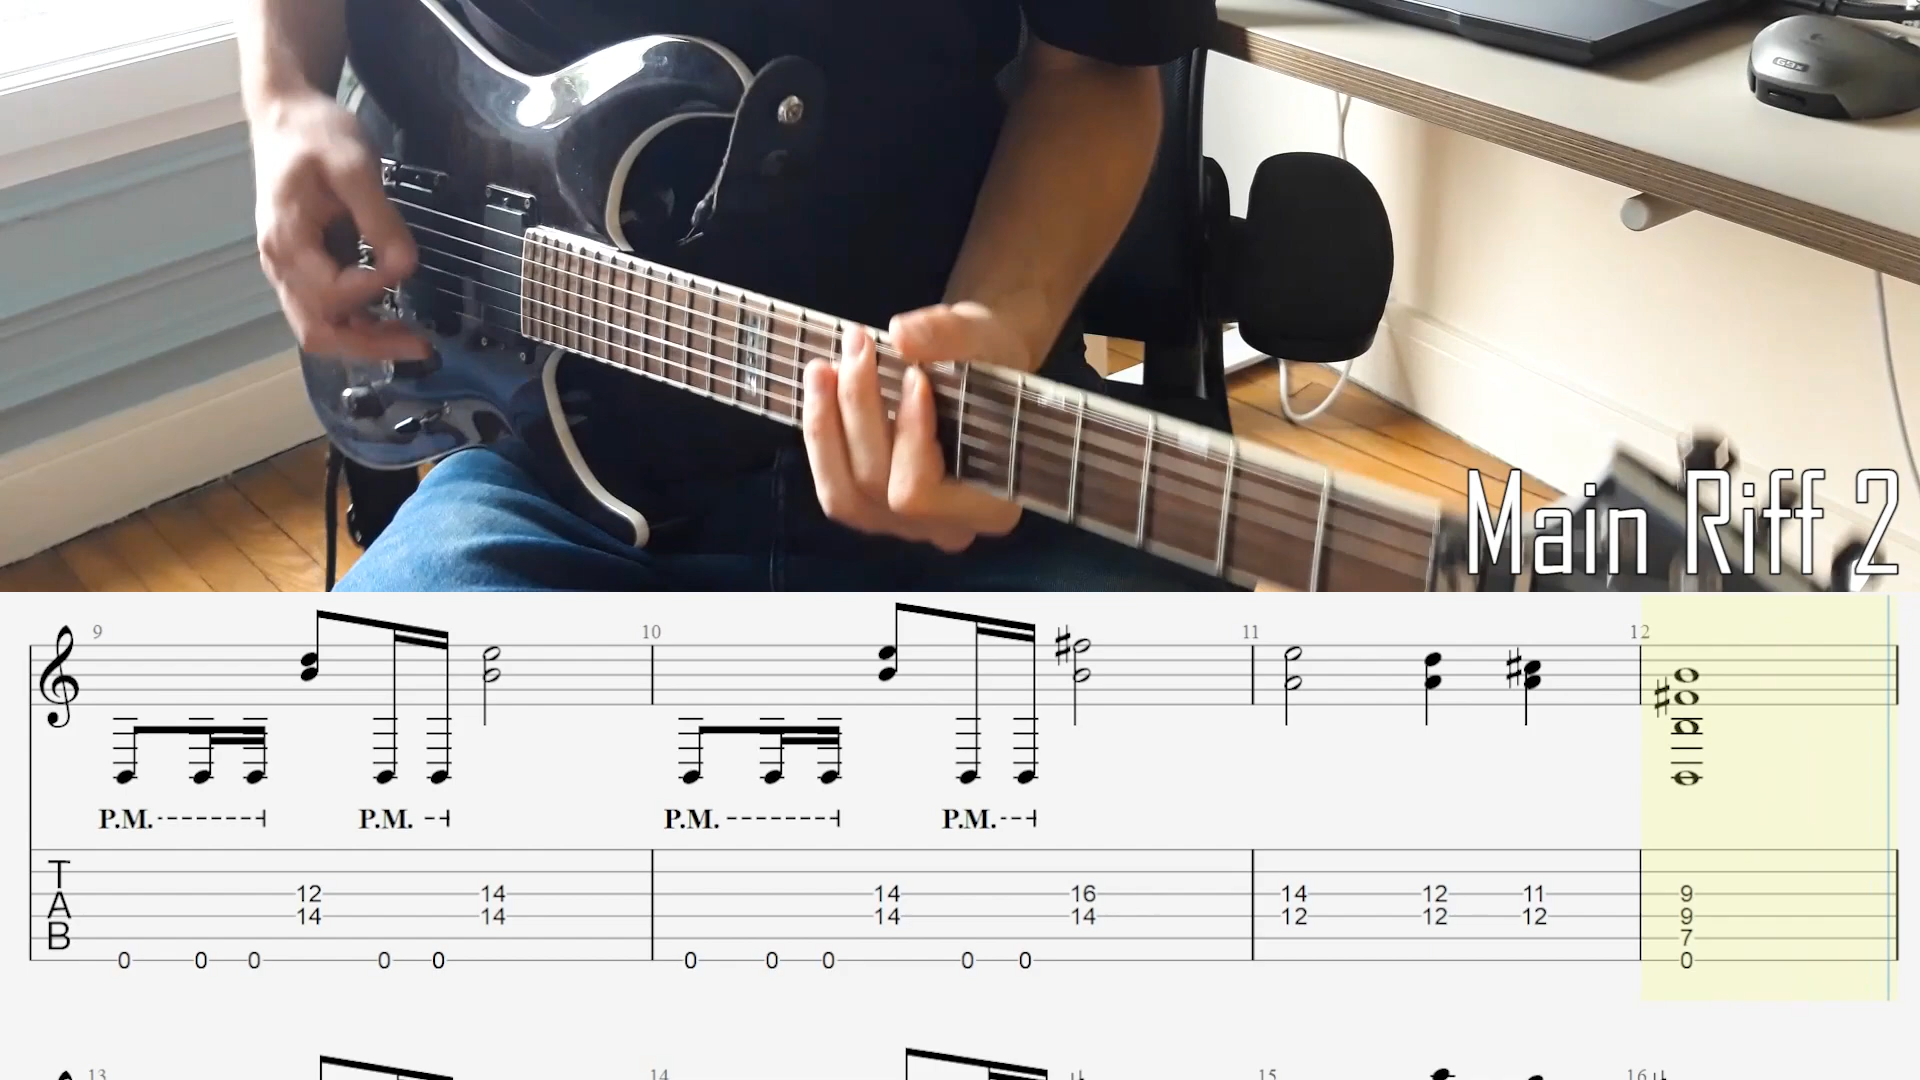 G9x
Main Riff 2
9 10 11 12
P.M. P.M. P.M. P.M.
T
A 12 14 14 16 14 12 11 9
14 14 14 14 12 12 12 9
B 7
0 0 0 0 0 0 0 0 0 0 0
13 14 15 16